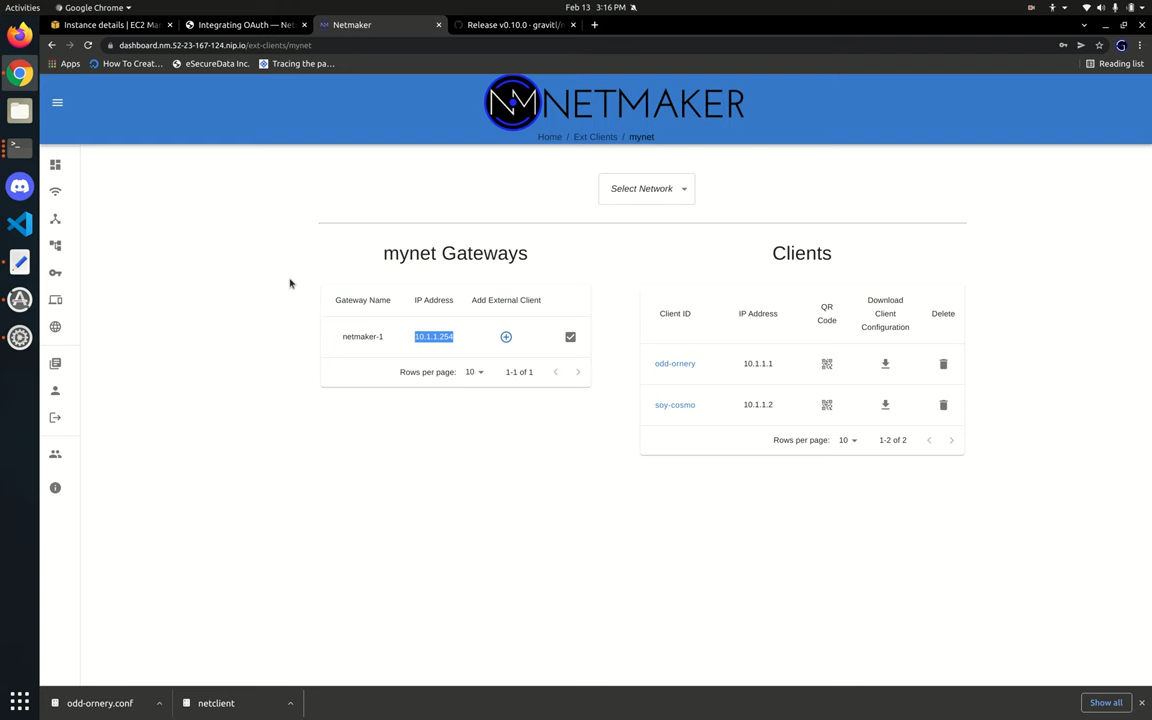 Activities
Google Chrome
Feb 13 3:16 PM
Instance details | EC2 Ma
Integrating OAuth — Net
Netmaker
Release v0.10.0 · gravitl/n
dashboard.nm.52-23-167-124.nip.io/ext-clients/mynet
Apps
How To Creat…
eSecureData Inc.
Tracing the pa…
Reading list
NETMAKER
Home / Ext Clients / mynet
Select Network
mynet Gateways
Gateway Name IP Address Add External Client
netmaker-1 10.1.1.254
Rows per page: 10 1-1 of 1
Clients
Client ID IP Address QR Code Download Client Configuration Delete
odd-ornery 10.1.1.1
soy-cosmo 10.1.1.2
Rows per page: 10 1-2 of 2
odd-ornery.conf
netclient
Show all